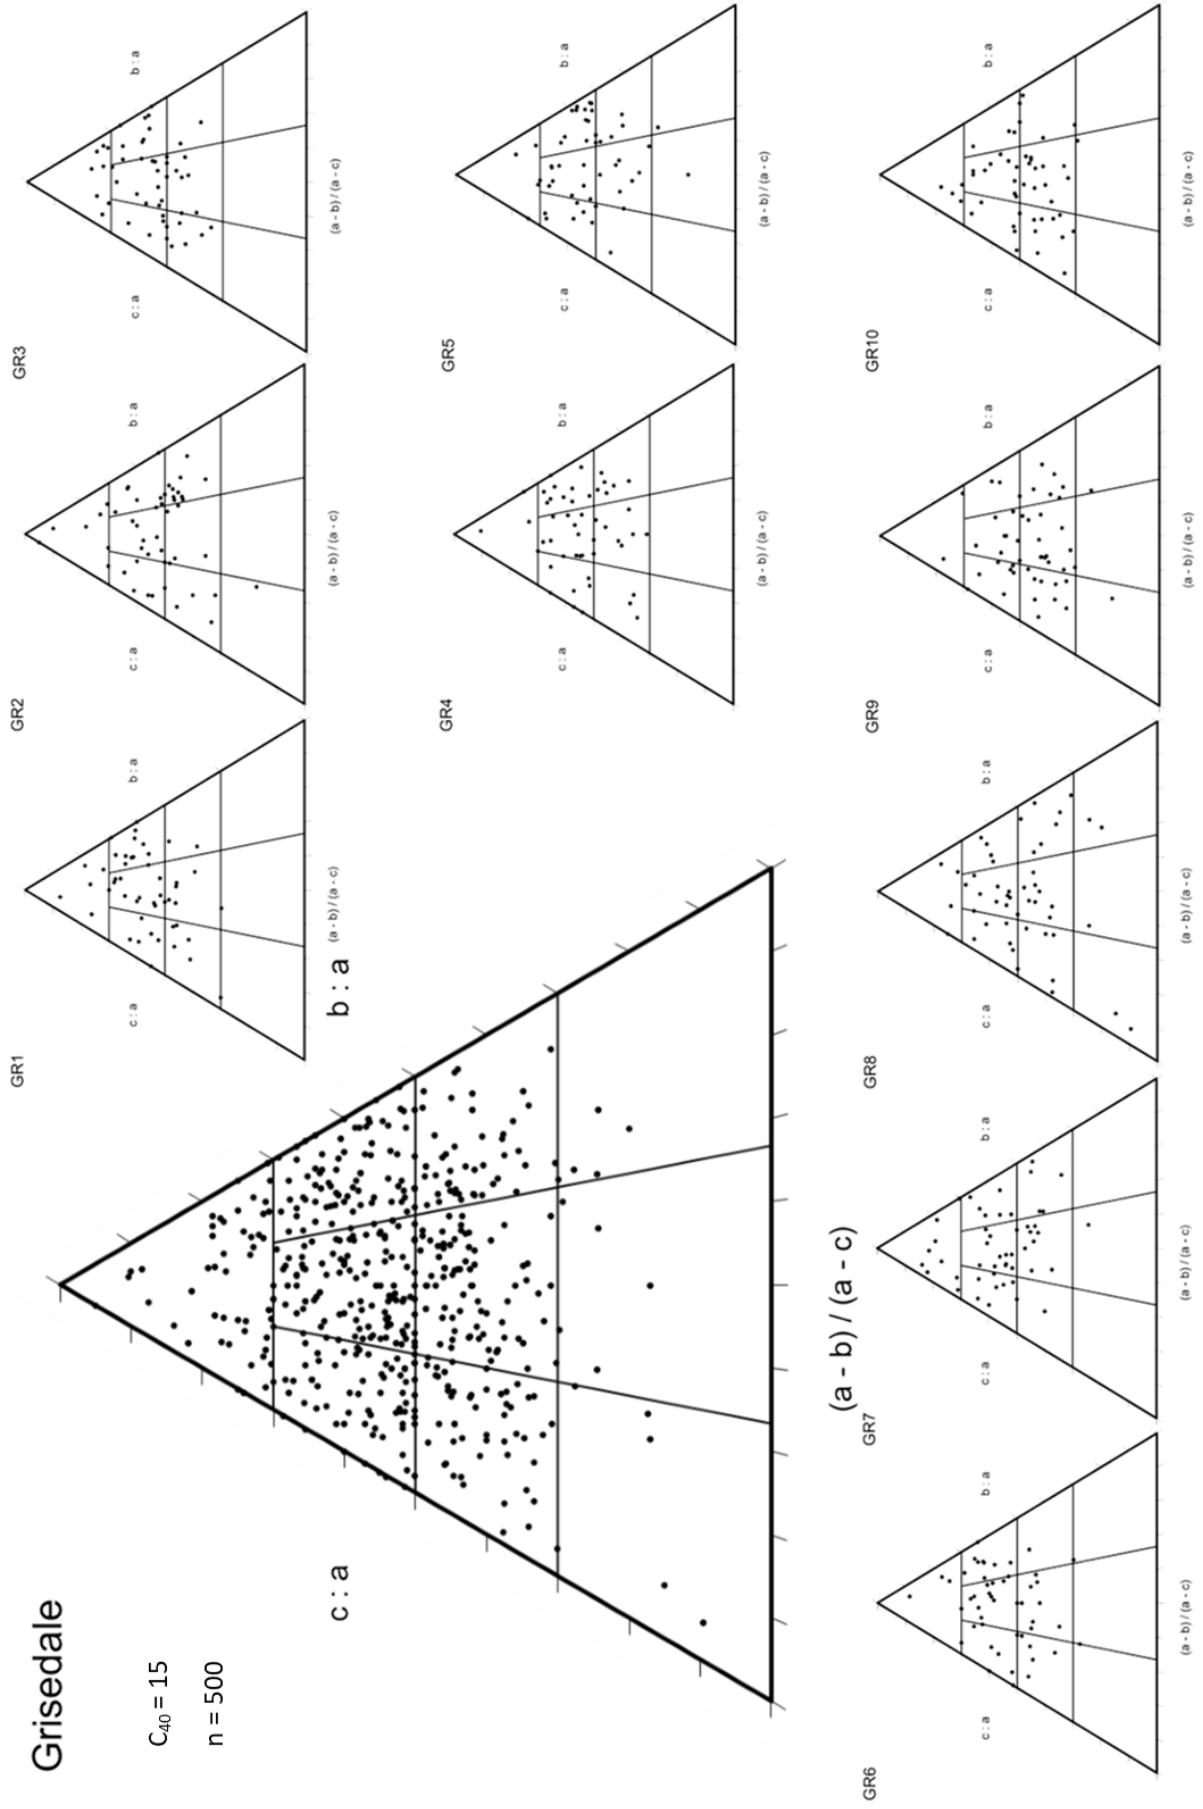 Grisedale
C₄₀ = 15
n = 500
c : a
b : a
(a - b) / (a - c)
GR1
c : a
b : a
(a - b) / (a - c)
GR2
c : a
b : a
(a - b) / (a - c)
GR3
c : a
b : a
(a - b) / (a - c)
GR4
c : a
b : a
(a - b) / (a - c)
GR5
c : a
b : a
(a - b) / (a - c)
GR6
c : a
b : a
(a - b) / (a - c)
GR7
c : a
b : a
(a - b) / (a - c)
GR8
c : a
b : a
(a - b) / (a - c)
GR9
c : a
b : a
(a - b) / (a - c)
GR10
c : a
b : a
(a - b) / (a - c)